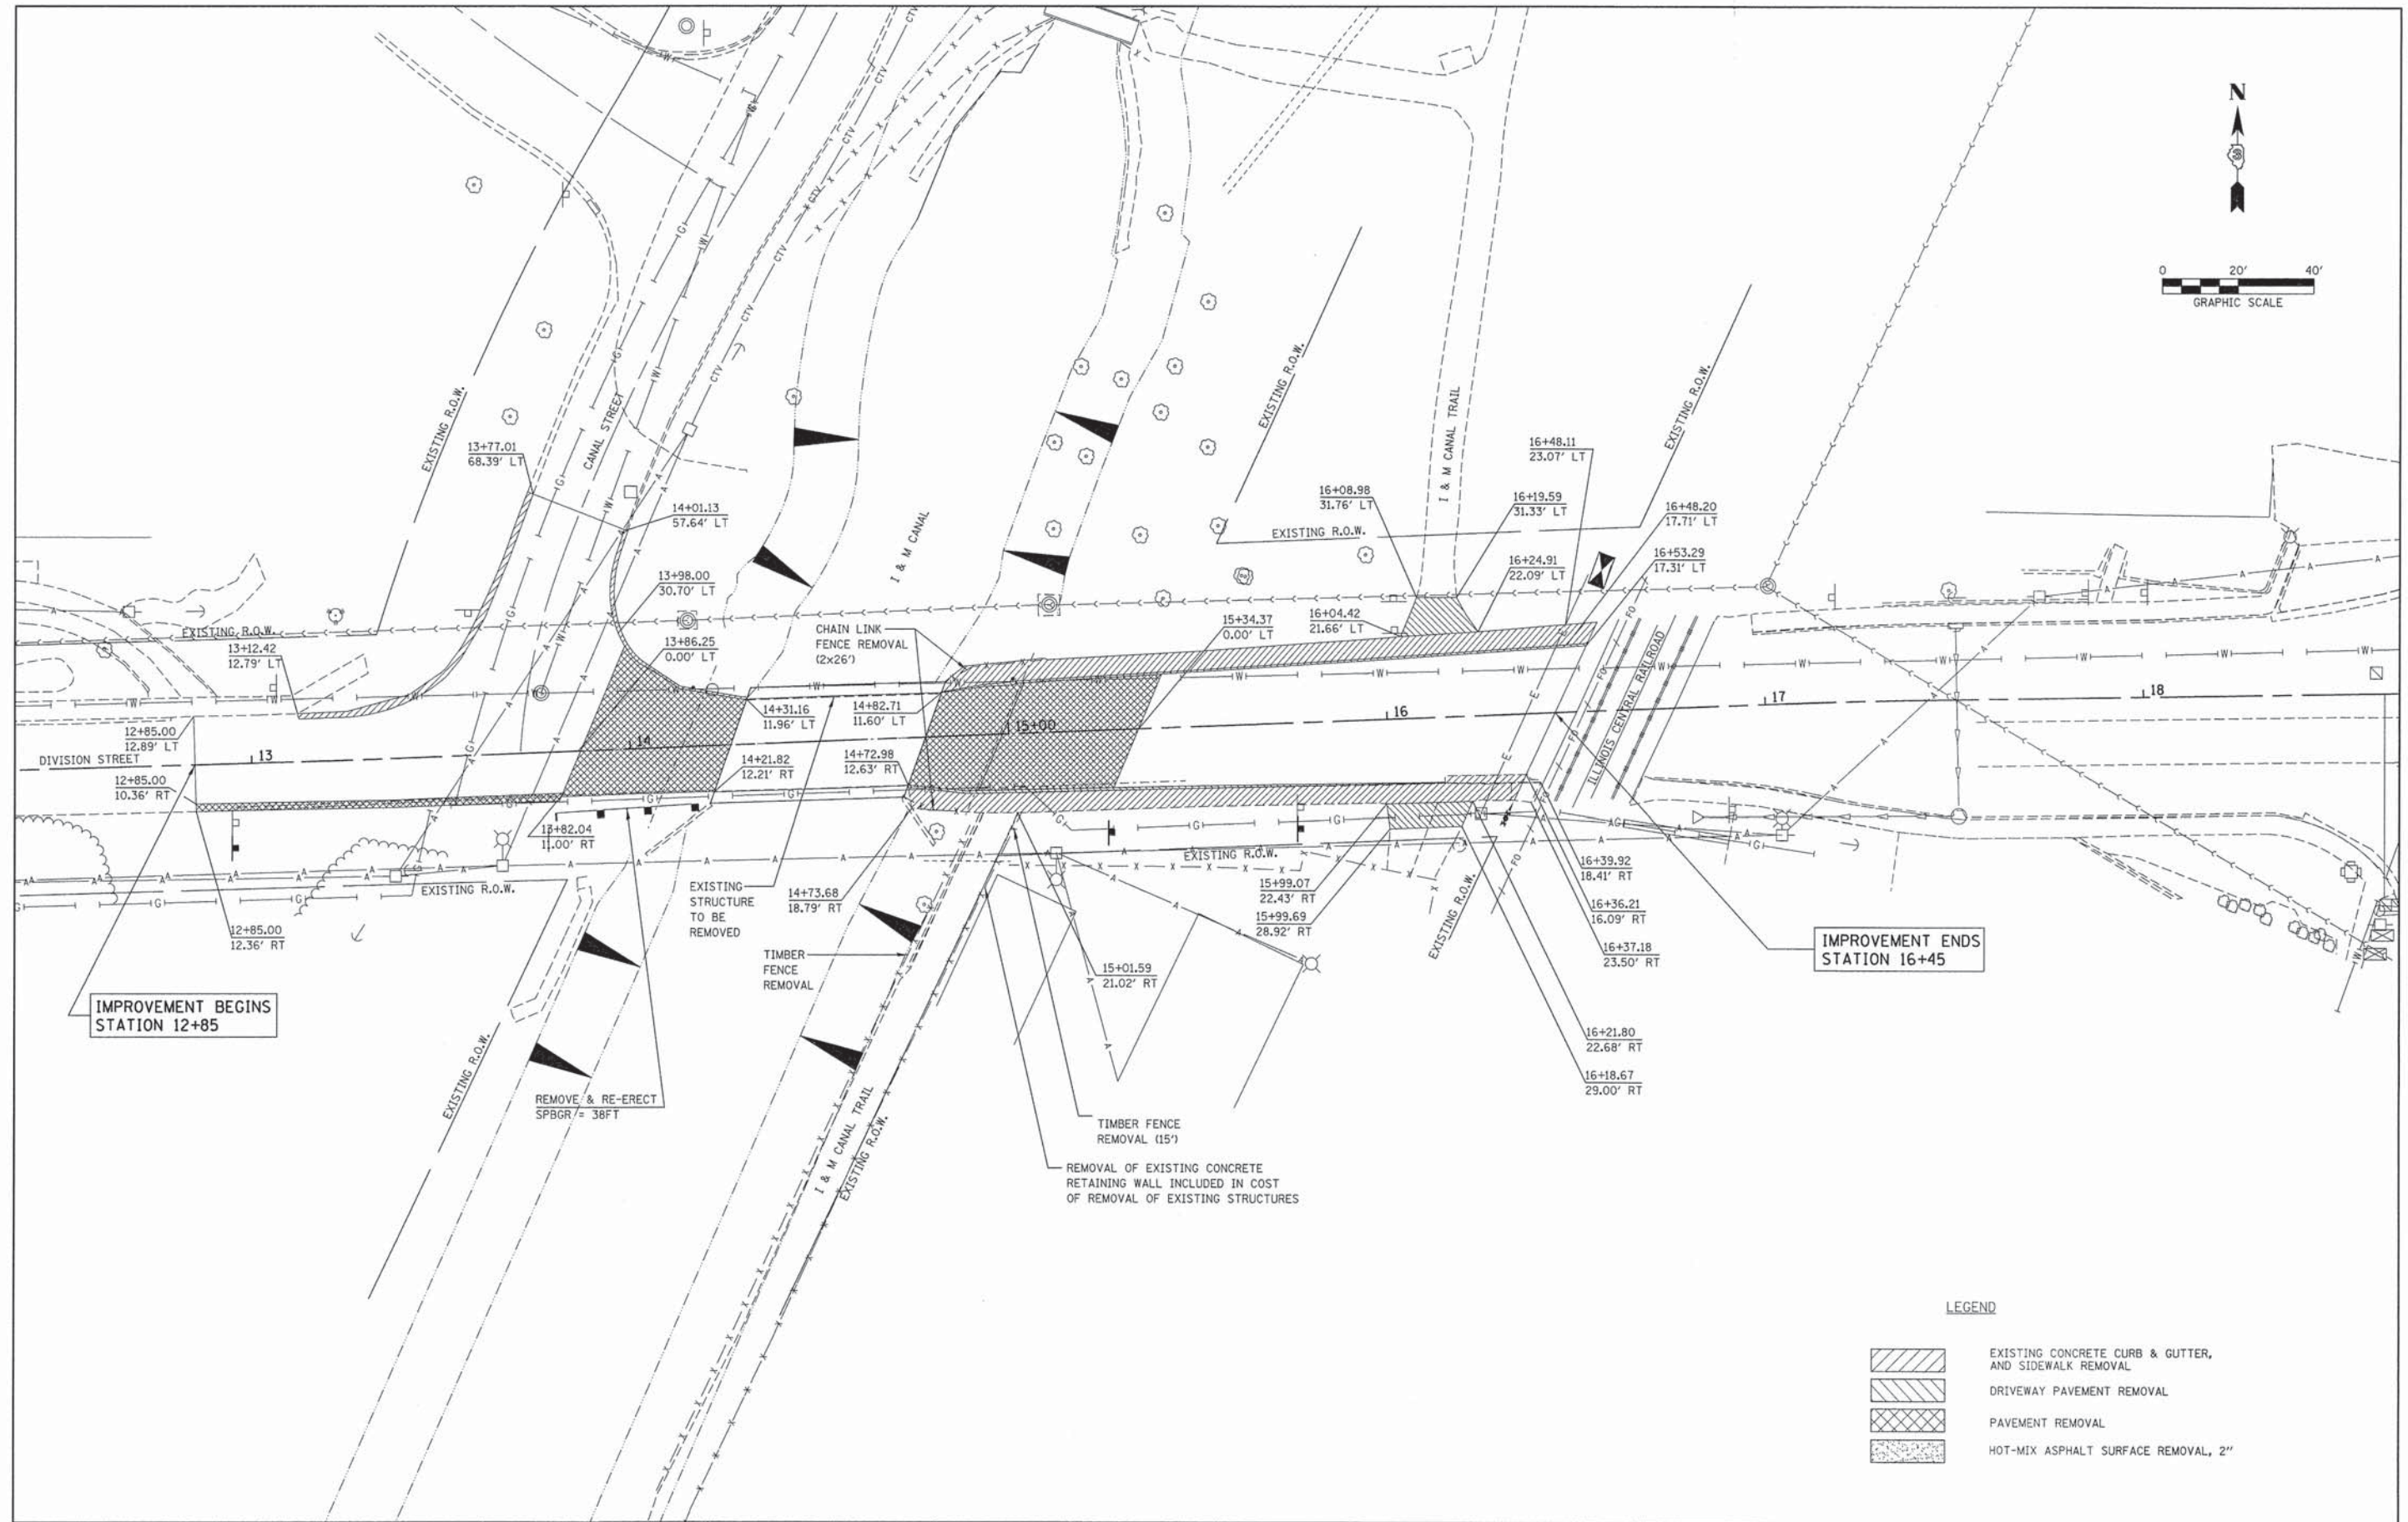 N
0 20' 40'
GRAPHIC SCALE
EXISTING R.O.W.
CANAL STREET
13+77.01
68.39' LT
14+01.13
57.64' LT
13+98.00
30.70' LT
13+86.25
0.00' LT
I & M CANAL
EXISTING R.O.W.
EXISTING R.O.W.
I & M CANAL TRAIL
EXISTING R.O.W.
16+48.11
23.07' LT
16+08.98
31.76' LT
16+19.59
31.33' LT
16+48.20
17.71' LT
16+24.91
22.09' LT
16+53.29
17.31' LT
15+34.37
0.00' LT
16+04.42
21.66' LT
CHAIN LINK
FENCE REMOVAL
(2x26')
EXISTING R.O.W.
13+12.42
12.79' LT
12+85.00
12.89' LT
DIVISION STREET
12+85.00
10.36' RT
13
14
15+00
16
17
18
14+31.16
11.96' LT
14+82.71
11.60' LT
14+21.82
12.21' RT
14+72.98
12.63' RT
ILLINOIS CENTRAL RAILROAD
13+82.04
11.00' RT
EXISTING R.O.W.
12+85.00
12.36' RT
EXISTING
STRUCTURE
TO BE
REMOVED
14+73.68
18.79' RT
EXISTING R.O.W.
15+99.07
22.43' RT
15+99.69
28.92' RT
EXISTING R.O.W.
16+39.92
18.41' RT
16+36.21
16.09' RT
16+37.18
23.50' RT
IMPROVEMENT ENDS
STATION 16+45
TIMBER
FENCE
REMOVAL
15+01.59
21.02' RT
IMPROVEMENT BEGINS
STATION 12+85
EXISTING R.O.W.
REMOVE & RE-ERECT
SPBGR = 38FT
16+21.80
22.68' RT
16+18.67
29.00' RT
I & M CANAL TRAIL
EXISTING R.O.W.
TIMBER FENCE
REMOVAL (15')
REMOVAL OF EXISTING CONCRETE
RETAINING WALL INCLUDED IN COST
OF REMOVAL OF EXISTING STRUCTURES
LEGEND
EXISTING CONCRETE CURB & GUTTER,
AND SIDEWALK REMOVAL
DRIVEWAY PAVEMENT REMOVAL
PAVEMENT REMOVAL
HOT-MIX ASPHALT SURFACE REMOVAL, 2"